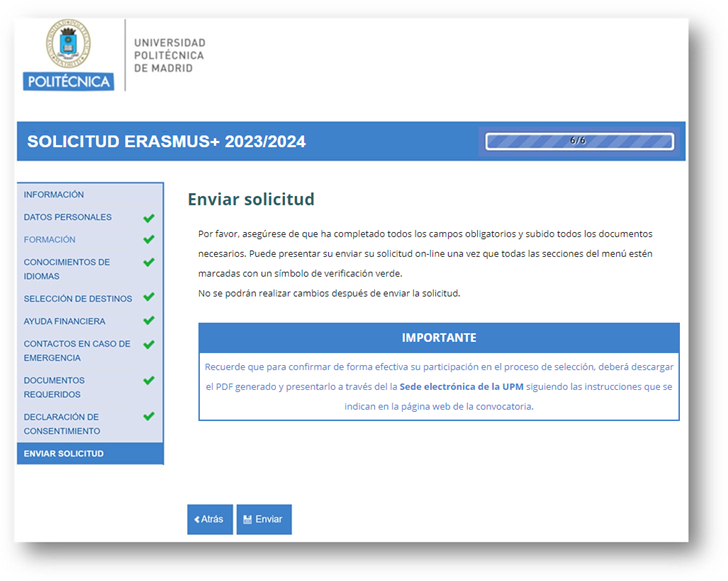 UNIVERSIDAD
POLITÉCNICA
DE MADRID
POLITÉCNICA
SOLICITUD ERASMUS+ 2023/2024
6/6
INFORMACIÓN
DATOS PERSONALES
FORMACIÓN
CONOCIMIENTOS DE
IDIOMAS
SELECCIÓN DE DESTINOS
AYUDA FINANCIERA
CONTACTOS EN CASO DE
EMERGENCIA
DOCUMENTOS
REQUERIDOS
DECLARACIÓN DE
CONSENTIMIENTO
ENVIAR SOLICITUD
Enviar solicitud
Por favor, asegúrese de que ha completado todos los campos obligatorios y subido todos los documentos
necesarios. Puede presentar su enviar su solicitud on-line una vez que todas las secciones del menú estén
marcadas con un símbolo de verificación verde.
No se podrán realizar cambios después de enviar la solicitud.
IMPORTANTE
Recuerde que para confirmar de forma efectiva su participación en el proceso de selección, deberá descargar
el PDF generado y presentarlo a través del la Sede electrónica de la UPM siguiendo las instrucciones que se
indican en la página web de la convocatoria.
Atrás
Enviar